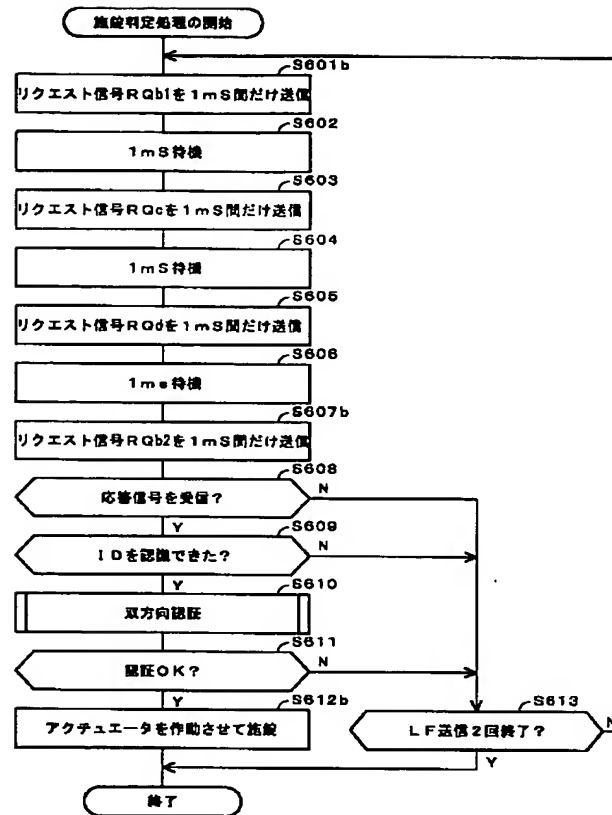 施錠判定処理の開始
S601b
リクエスト信号RQb1を1mS間だけ送信
S602
1mS待機
S603
リクエスト信号RQcを1mS間だけ送信
S604
1mS待機
S605
リクエスト信号RQdを1mS間だけ送信
S606
1ms待機
S607b
リクエスト信号RQb2を1mS間だけ送信
S608
応答信号を受信?
N
Y
S609
IDを認識できた?
N
Y
S610
双方向認証
S611
認証OK?
N
Y
S612b
アクチュエータを作動させて施錠
S613
LF送信2回終了?
N
Y
終了